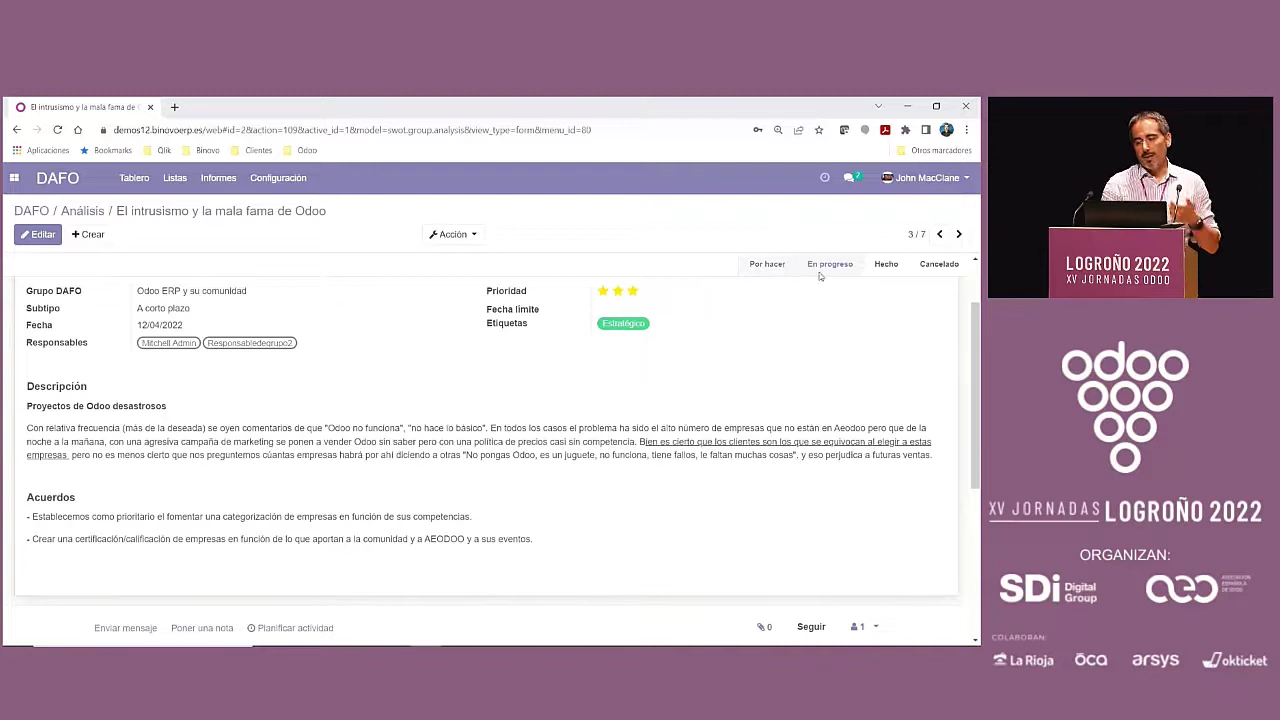 El intrusismo y la mala fama de
demos12.binovoerp.es/web#id=2&action=109&active_id=1&model=swot.group.analysis&view_type=form&menu_id=80
Aplicaciones Bookmarks Qlik Binovo Clientes Odoo Otros marcadores
DAFO Tablero Listas Informes Configuración 2 John MacClane
DAFO / Análisis / El intrusismo y la mala fama de Odoo
Editar Crear Acción 3 / 7
Por hacer En progreso Hecho Cancelado
Grupo DAFO Odoo ERP y su comunidad Prioridad
Subtipo A corto plazo Fecha límite
Fecha 12/04/2022 Etiquetas Estratégico
Responsables Mitchell Admin Responsabledegrupo2
Descripción
Proyectos de Odoo desastrosos
Con relativa frecuencia (más de la deseada) se oyen comentarios de que "Odoo no funciona", "no hace lo básico". En todos los casos el problema ha sido el alto número de empresas que no están en Aeodoo pero que de la
noche a la mañana, con una agresiva campaña de marketing se ponen a vender Odoo sin saber pero con una política de precios casi sin competencia. Bien es cierto que los clientes son los que se equivocan al elegir a estas
empresas, pero no es menos cierto que nos preguntemos cúantas empresas habrá por ahí diciendo a otras "No pongas Odoo, es un juguete, no funciona, tiene fallos, le faltan muchas cosas". y eso perjudica a futuras ventas.
Acuerdos
- Establecemos como prioritario el fomentar una categorización de empresas en función de sus competencias.
- Crear una certificación/calificación de empresas en función de lo que aportan a la comunidad y a AEODOO y a sus eventos.
Enviar mensaje Poner una nota Planificar actividad 0 Seguir 1
LOGROÑO 2022
XV JORNADAS ODOO
odoo
XV JORNADAS LOGROÑO 2022
ORGANIZAN:
SDi Digital Group
aeo ASOCIACIÓN ESPAÑOLA DE ODOO
COLABORAN:
La Rioja oca arsys okticket